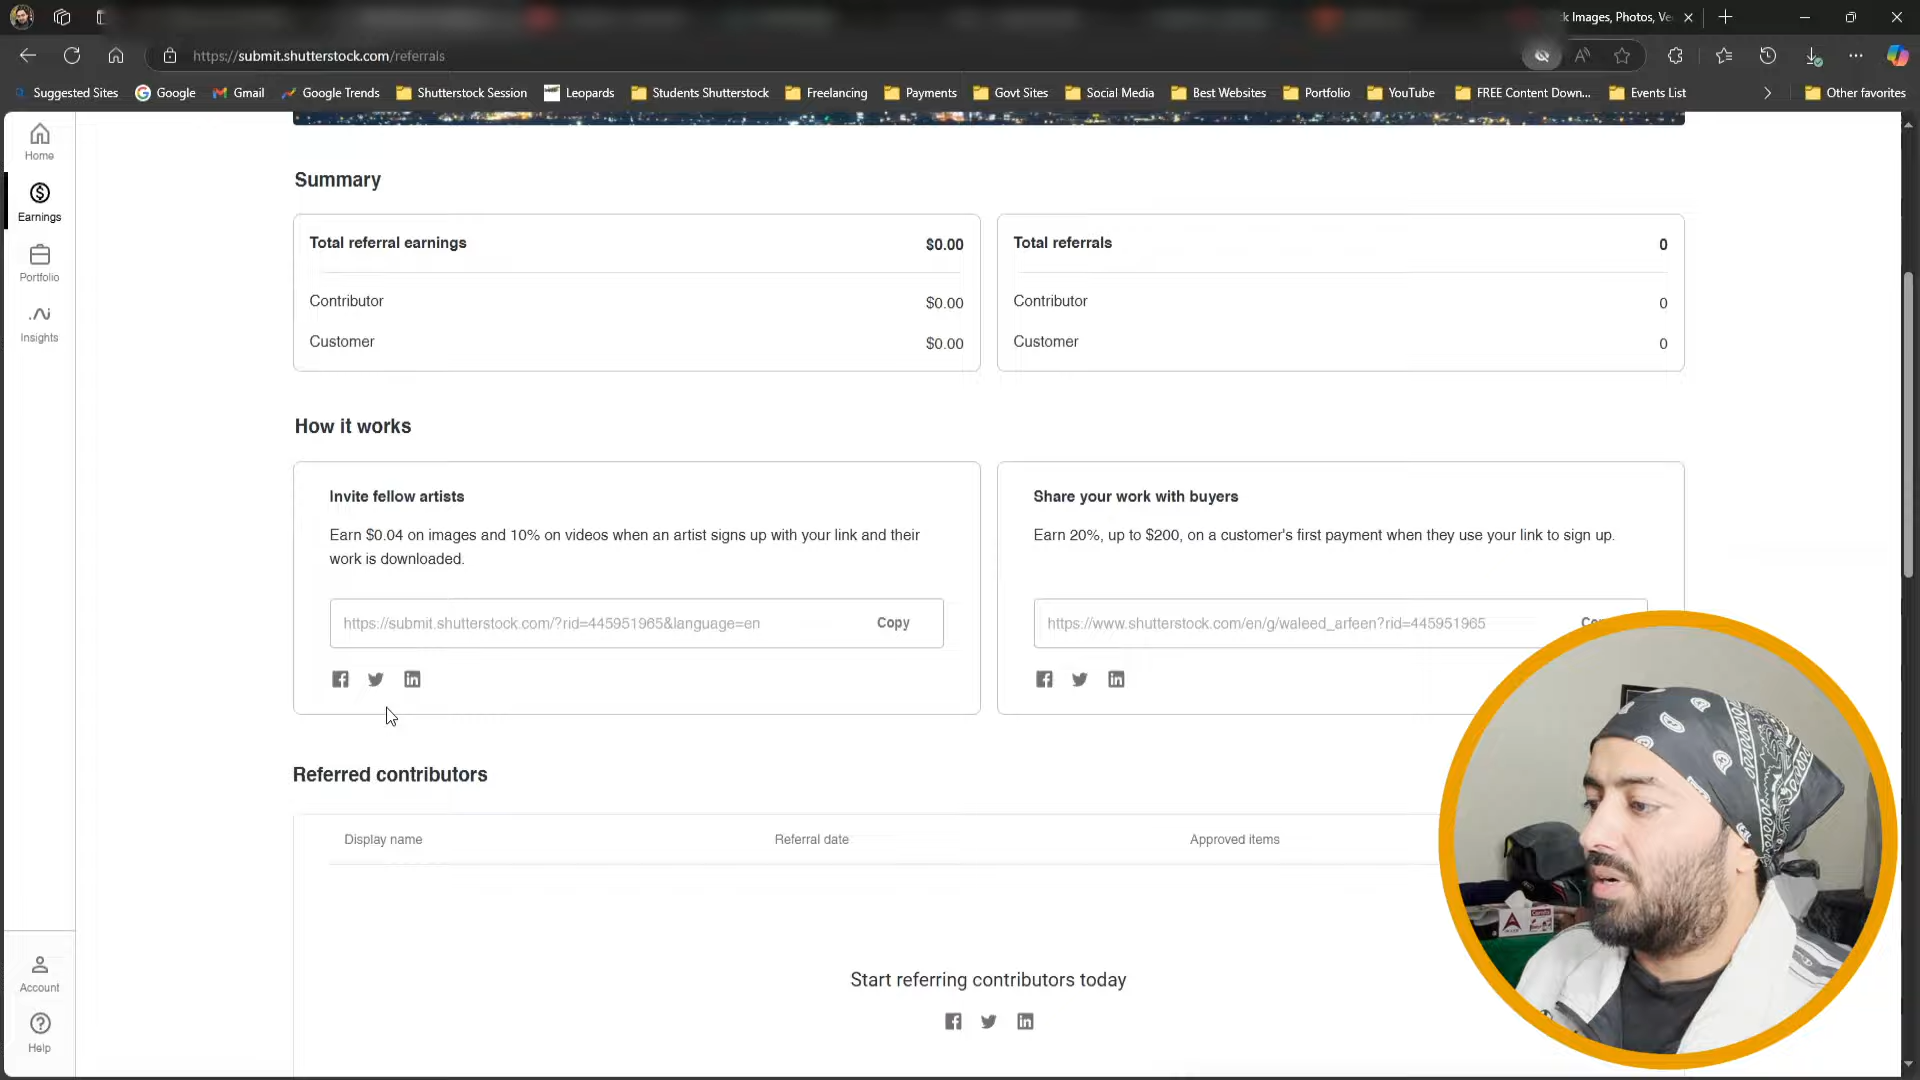 k Images, Photos, Ve
https://submit.shutterstock.com/referrals
Suggested Sites
Google
Gmail
Google Trends
Shutterstock Session
Leopards
Students Shutterstock
Freelancing
Payments
Govt Sites
Social Media
Best Websites
Portfolio
YouTube
FREE Content Down...
Events List
Other favorites
Home
Earnings
Portfolio
Insights
Account
Help
Summary
Total referral earnings $0.00
Contributor $0.00
Customer $0.00
Total referrals 0
Contributor 0
Customer 0
How it works
Invite fellow artists
Earn $0.04 on images and 10% on videos when an artist signs up with your link and their
work is downloaded.
https://submit.shutterstock.com/?rid=445951965&language=en Copy
Share your work with buyers
Earn 20%, up to $200, on a customer's first payment when they use your link to sign up.
https://www.shutterstock.com/en/g/waleed_arfeen?rid=445951965
Referred contributors
Display name Referral date Approved items
Start referring contributors today